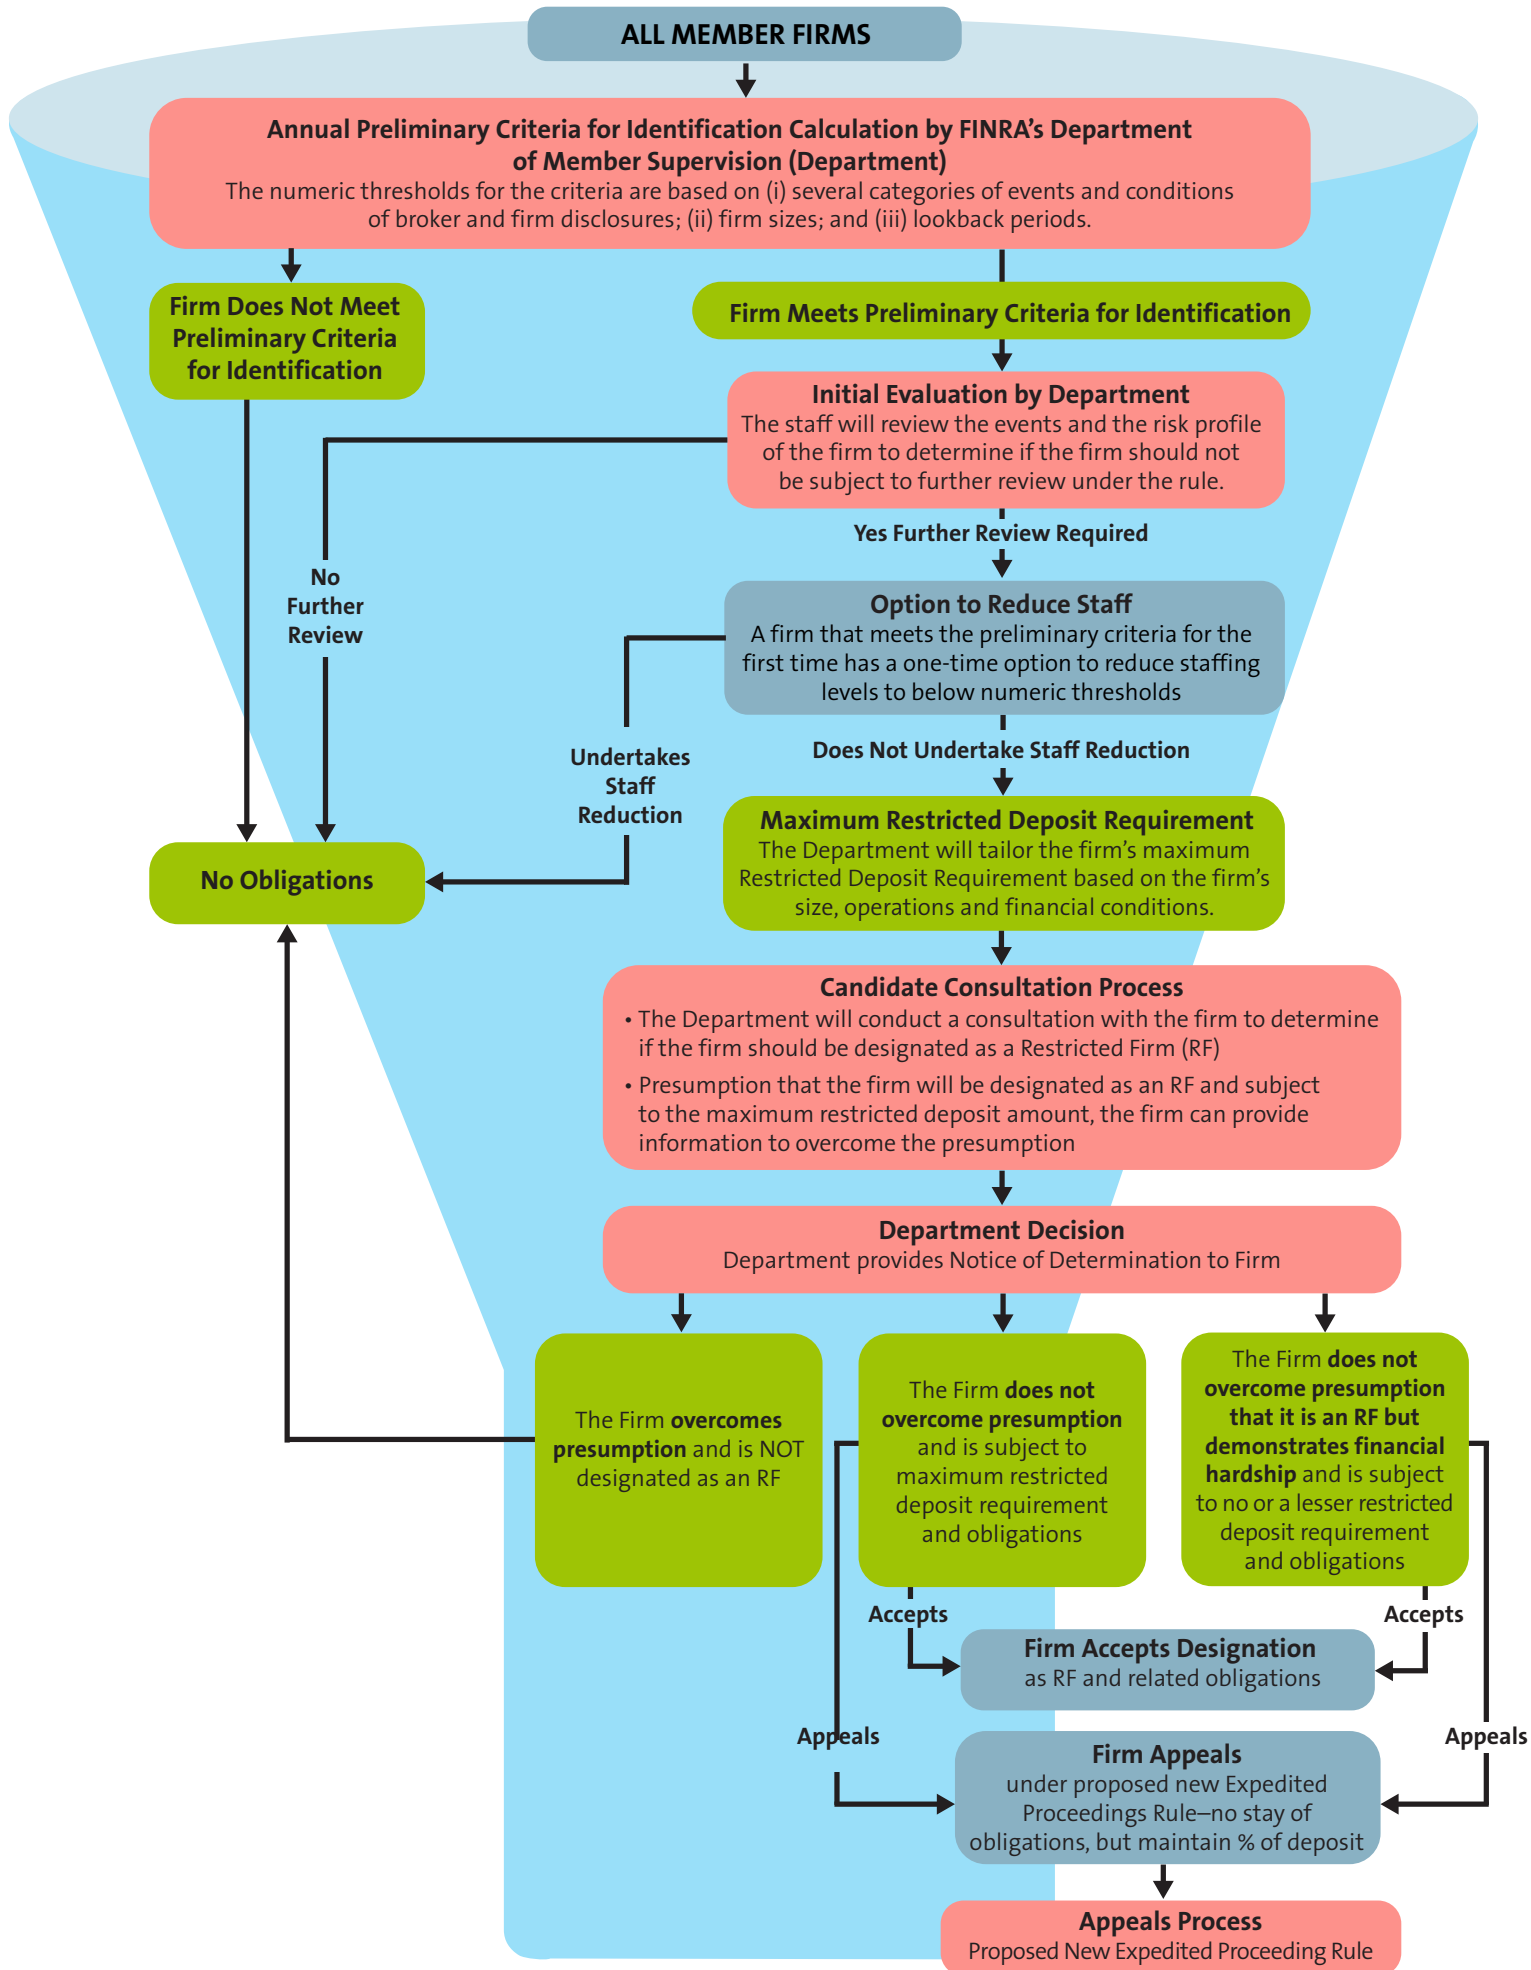 ALL MEMBER FIRMS
Annual Preliminary Criteria for Identification Calculation by FINRA's Department
of Member Supervision (Department)
The numeric thresholds for the criteria are based on (i) several categories of events and conditions
of broker and firm disclosures; (ii) firm sizes; and (iii) lookback periods.
Firm Does Not Meet
Preliminary Criteria
for Identification
Firm Meets Preliminary Criteria for Identification
Initial Evaluation by Department
The staff will review the events and the risk profile
of the firm to determine if the firm should not
be subject to further review under the rule.
Yes Further Review Required
No
Further
Review
Option to Reduce Staff
A firm that meets the preliminary criteria for the
first time has a one-time option to reduce staffing
levels to below numeric thresholds
Undertakes
Staff
Reduction
Does Not Undertake Staff Reduction
Maximum Restricted Deposit Requirement
The Department will tailor the firm's maximum
Restricted Deposit Requirement based on the firm's
size, operations and financial conditions.
No Obligations
Candidate Consultation Process
• The Department will conduct a consultation with the firm to determine
if the firm should be designated as a Restricted Firm (RF)
• Presumption that the firm will be designated as an RF and subject
to the maximum restricted deposit amount, the firm can provide
information to overcome the presumption
Department Decision
Department provides Notice of Determination to Firm
The Firm overcomes
presumption and is NOT
designated as an RF
The Firm does not
overcome presumption
and is subject to
maximum restricted
deposit requirement
and obligations
The Firm does not
overcome presumption
that it is an RF but
demonstrates financial
hardship and is subject
to no or a lesser restricted
deposit requirement
and obligations
Accepts
Accepts
Firm Accepts Designation
as RF and related obligations
Appeals
Appeals
Firm Appeals
under proposed new Expedited
Proceedings Rule–no stay of
obligations, but maintain % of deposit
Appeals Process
Proposed New Expedited Proceeding Rule